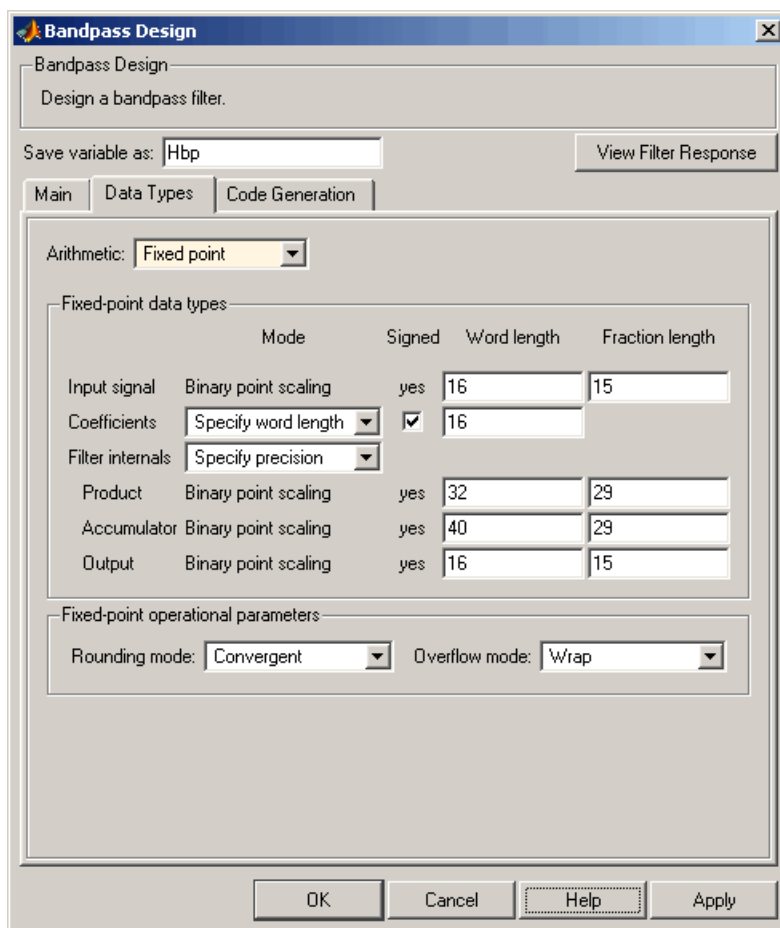 Bandpass Design
Bandpass Design
Design a bandpass filter.
Save variable as: Hbp View Filter Response
Main Data Types Code Generation
Arithmetic: Fixed point
Fixed-point data types
Mode Signed Word length Fraction length
Input signal Binary point scaling yes 16 15
Coefficients Specify word length 16
Filter internals Specify precision
Product Binary point scaling yes 32 29
Accumulator Binary point scaling yes 40 29
Output Binary point scaling yes 16 15
Fixed-point operational parameters
Rounding mode: Convergent Overflow mode: Wrap
OK Cancel Help Apply